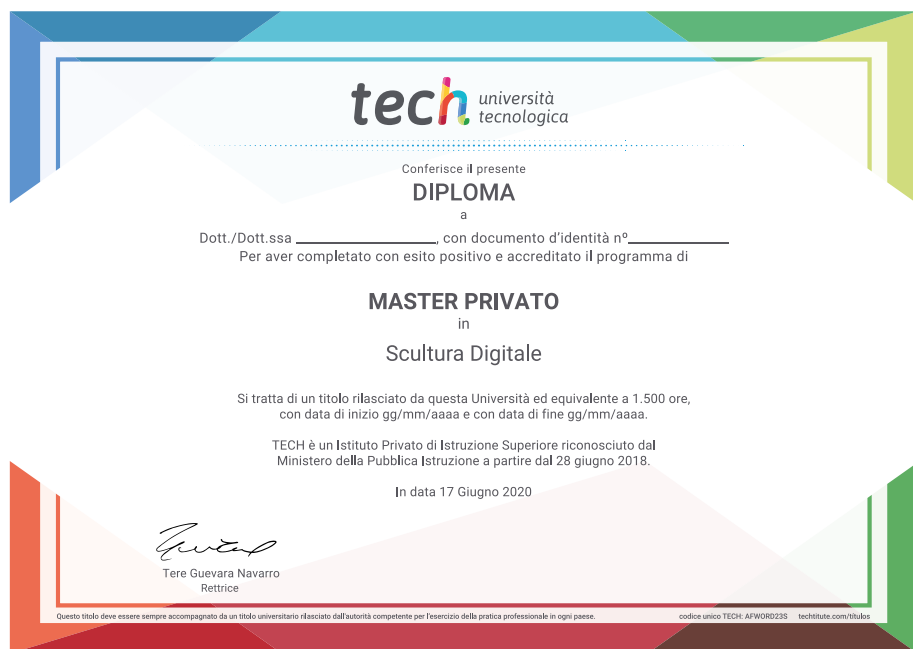 tech università
tecnologica
Conferisce il presente
DIPLOMA
a
Dott./Dott.ssa ____________________, con documento d'identità nº______________
Per aver completato con esito positivo e accreditato il programma di
MASTER PRIVATO
in
Scultura Digitale
Si tratta di un titolo rilasciato da questa Università ed equivalente a 1.500 ore,
con data di inizio gg/mm/aaaa e con data di fine gg/mm/aaaa.
TECH è un Istituto Privato di Istruzione Superiore riconosciuto dal
Ministero della Pubblica Istruzione a partire dal 28 giugno 2018.
In data 17 Giugno 2020
Tere Guevara Navarro
Rettrice
Questo titolo deve essere sempre accompagnato da un titolo universitario rilasciato dall'autorità competente per l'esercizio della pratica professionale in ogni paese. codice unico TECH: AFWORD23S techtitute.com/titulos